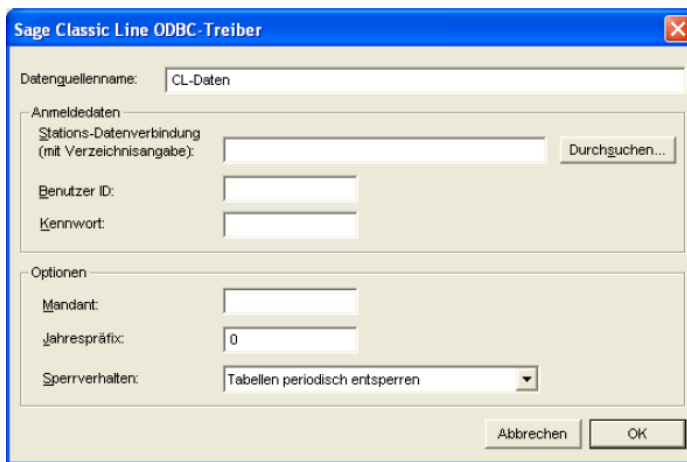 Sage Classic Line ODBC-Treiber
Datenquellenname: CL-Daten
Anmeldedaten
Stations-Datenverbindung
(mit Verzeichnisangabe):
Durchsuchen...
Benutzer ID:
Kennwort:
Optionen
Mandant:
Jahrespräfix: 0
Sperrverhalten: Tabellen periodisch entsperren
Abbrechen OK